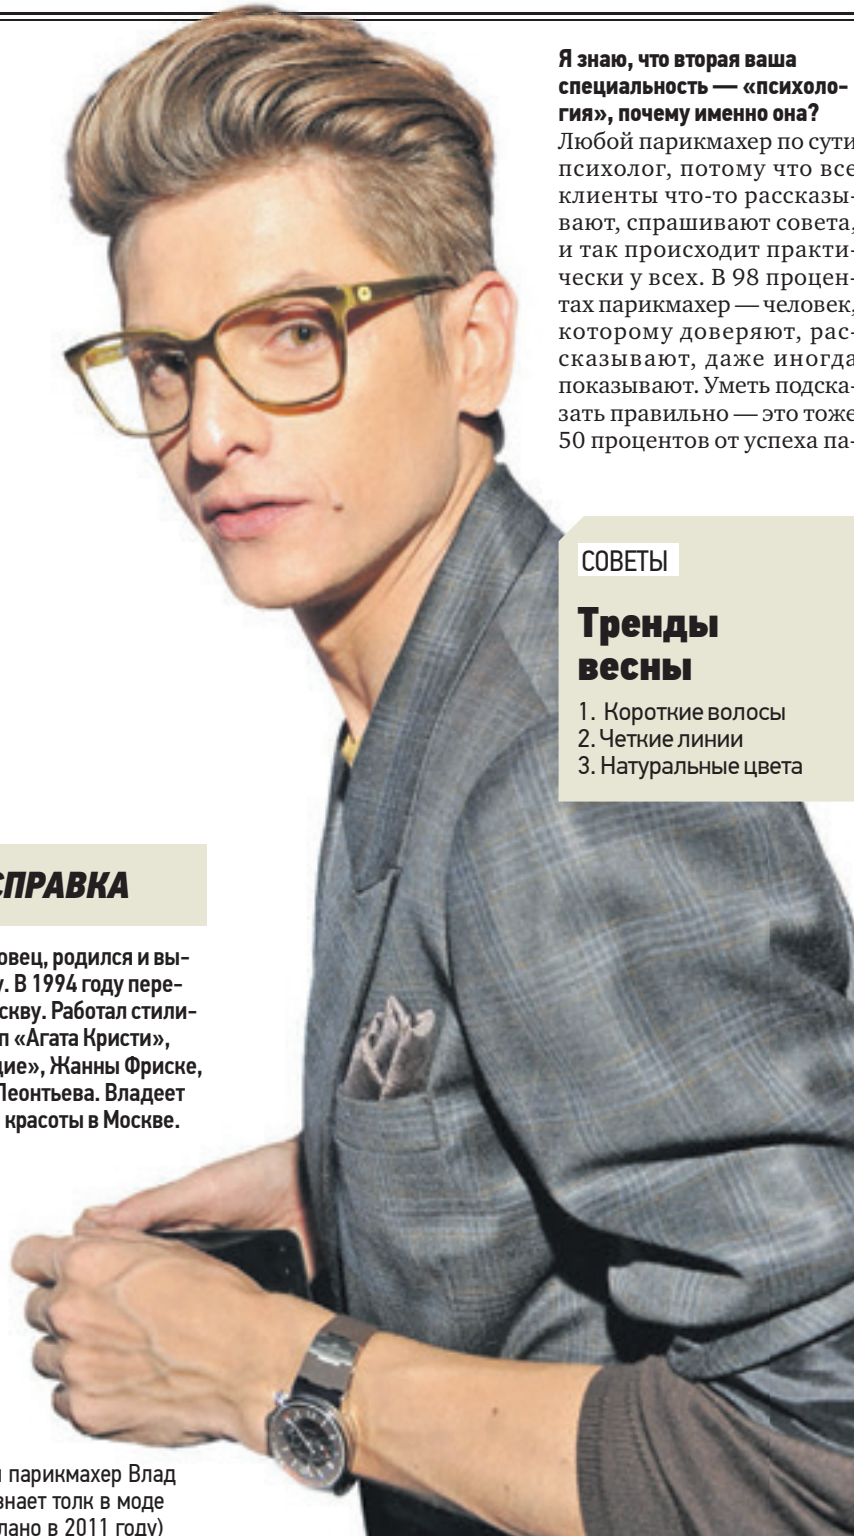 Я знаю, что вторая ваша
специальность — «психоло-
гия», почему именно она?
Любой парикмахер по сути
психолог, потому что все
клиенты что-то рассказы-
вают, спрашивают совета,
и так происходит практи-
чески у всех. В 98 процен-
тах парикмахер — человек,
которому доверяют, рас-
сказывают, даже иногда
показывают. Уметь подска-
зать правильно — это тоже
50 процентов от успеха па-
СОВЕТЫ
Тренды
весны
1. Короткие волосы
2. Четкие линии
3. Натуральные цвета
СПРАВКА
овец, родился и вы-
у. В 1994 году пере-
скву. Работал стили-
п «Агата Кристи»,
щие», Жанны Фриске,
Леонтьева. Владеет
красоты в Москве.
парикмахер Влад
знает толк в моде
лано в 2011 году)